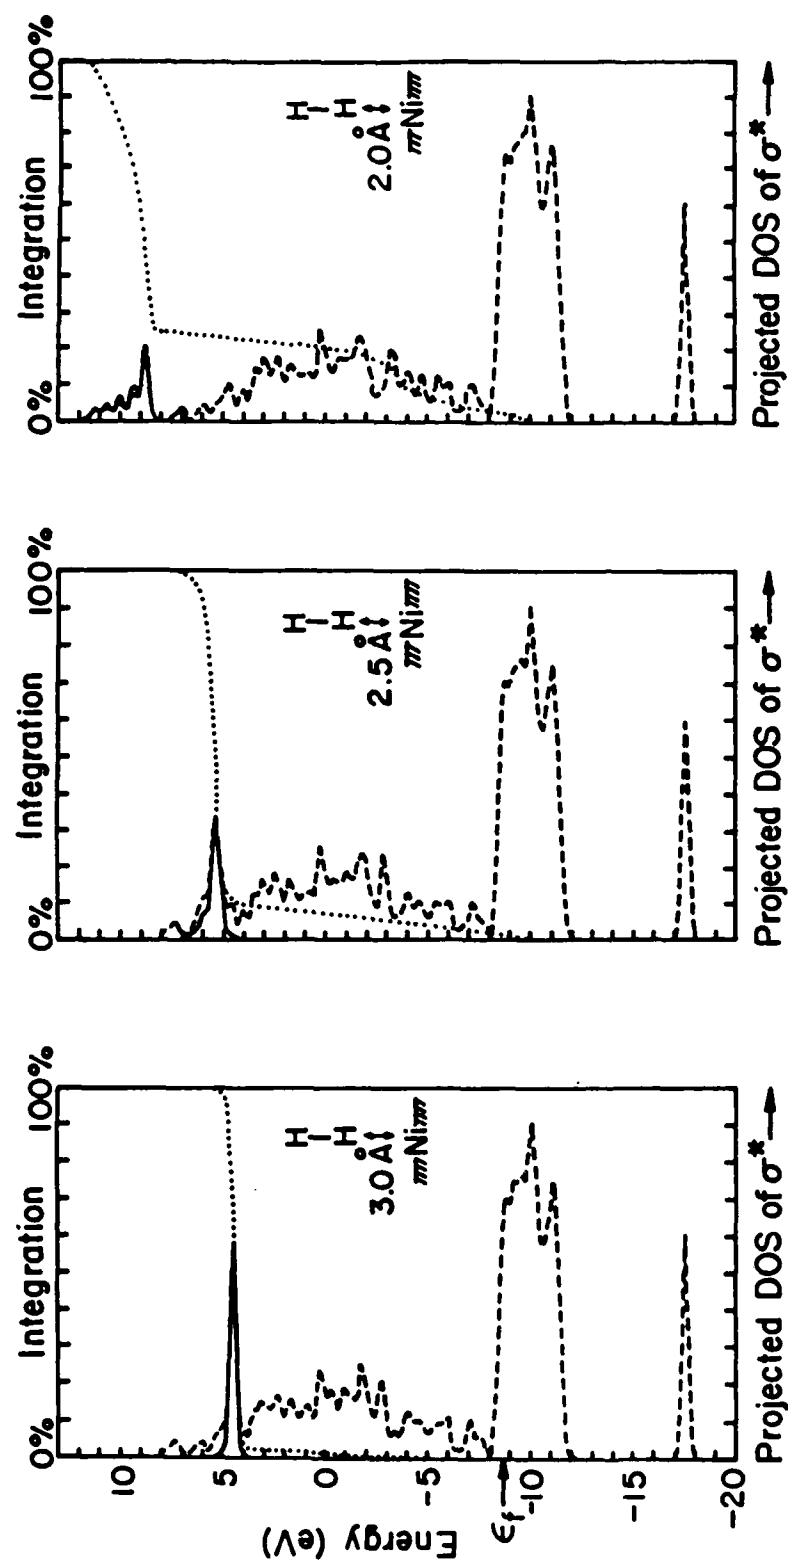 Energy (eV)
10
5
0
-5
-10
-15
-20
ϵf
Integration
0%
100%
H–H
3.0Å
Ni
Projected DOS of σ*
Integration
0%
100%
H–H
2.5Å
Ni
Projected DOS of σ*
Integration
0%
100%
H–H
2.0Å
Ni
Projected DOS of σ*